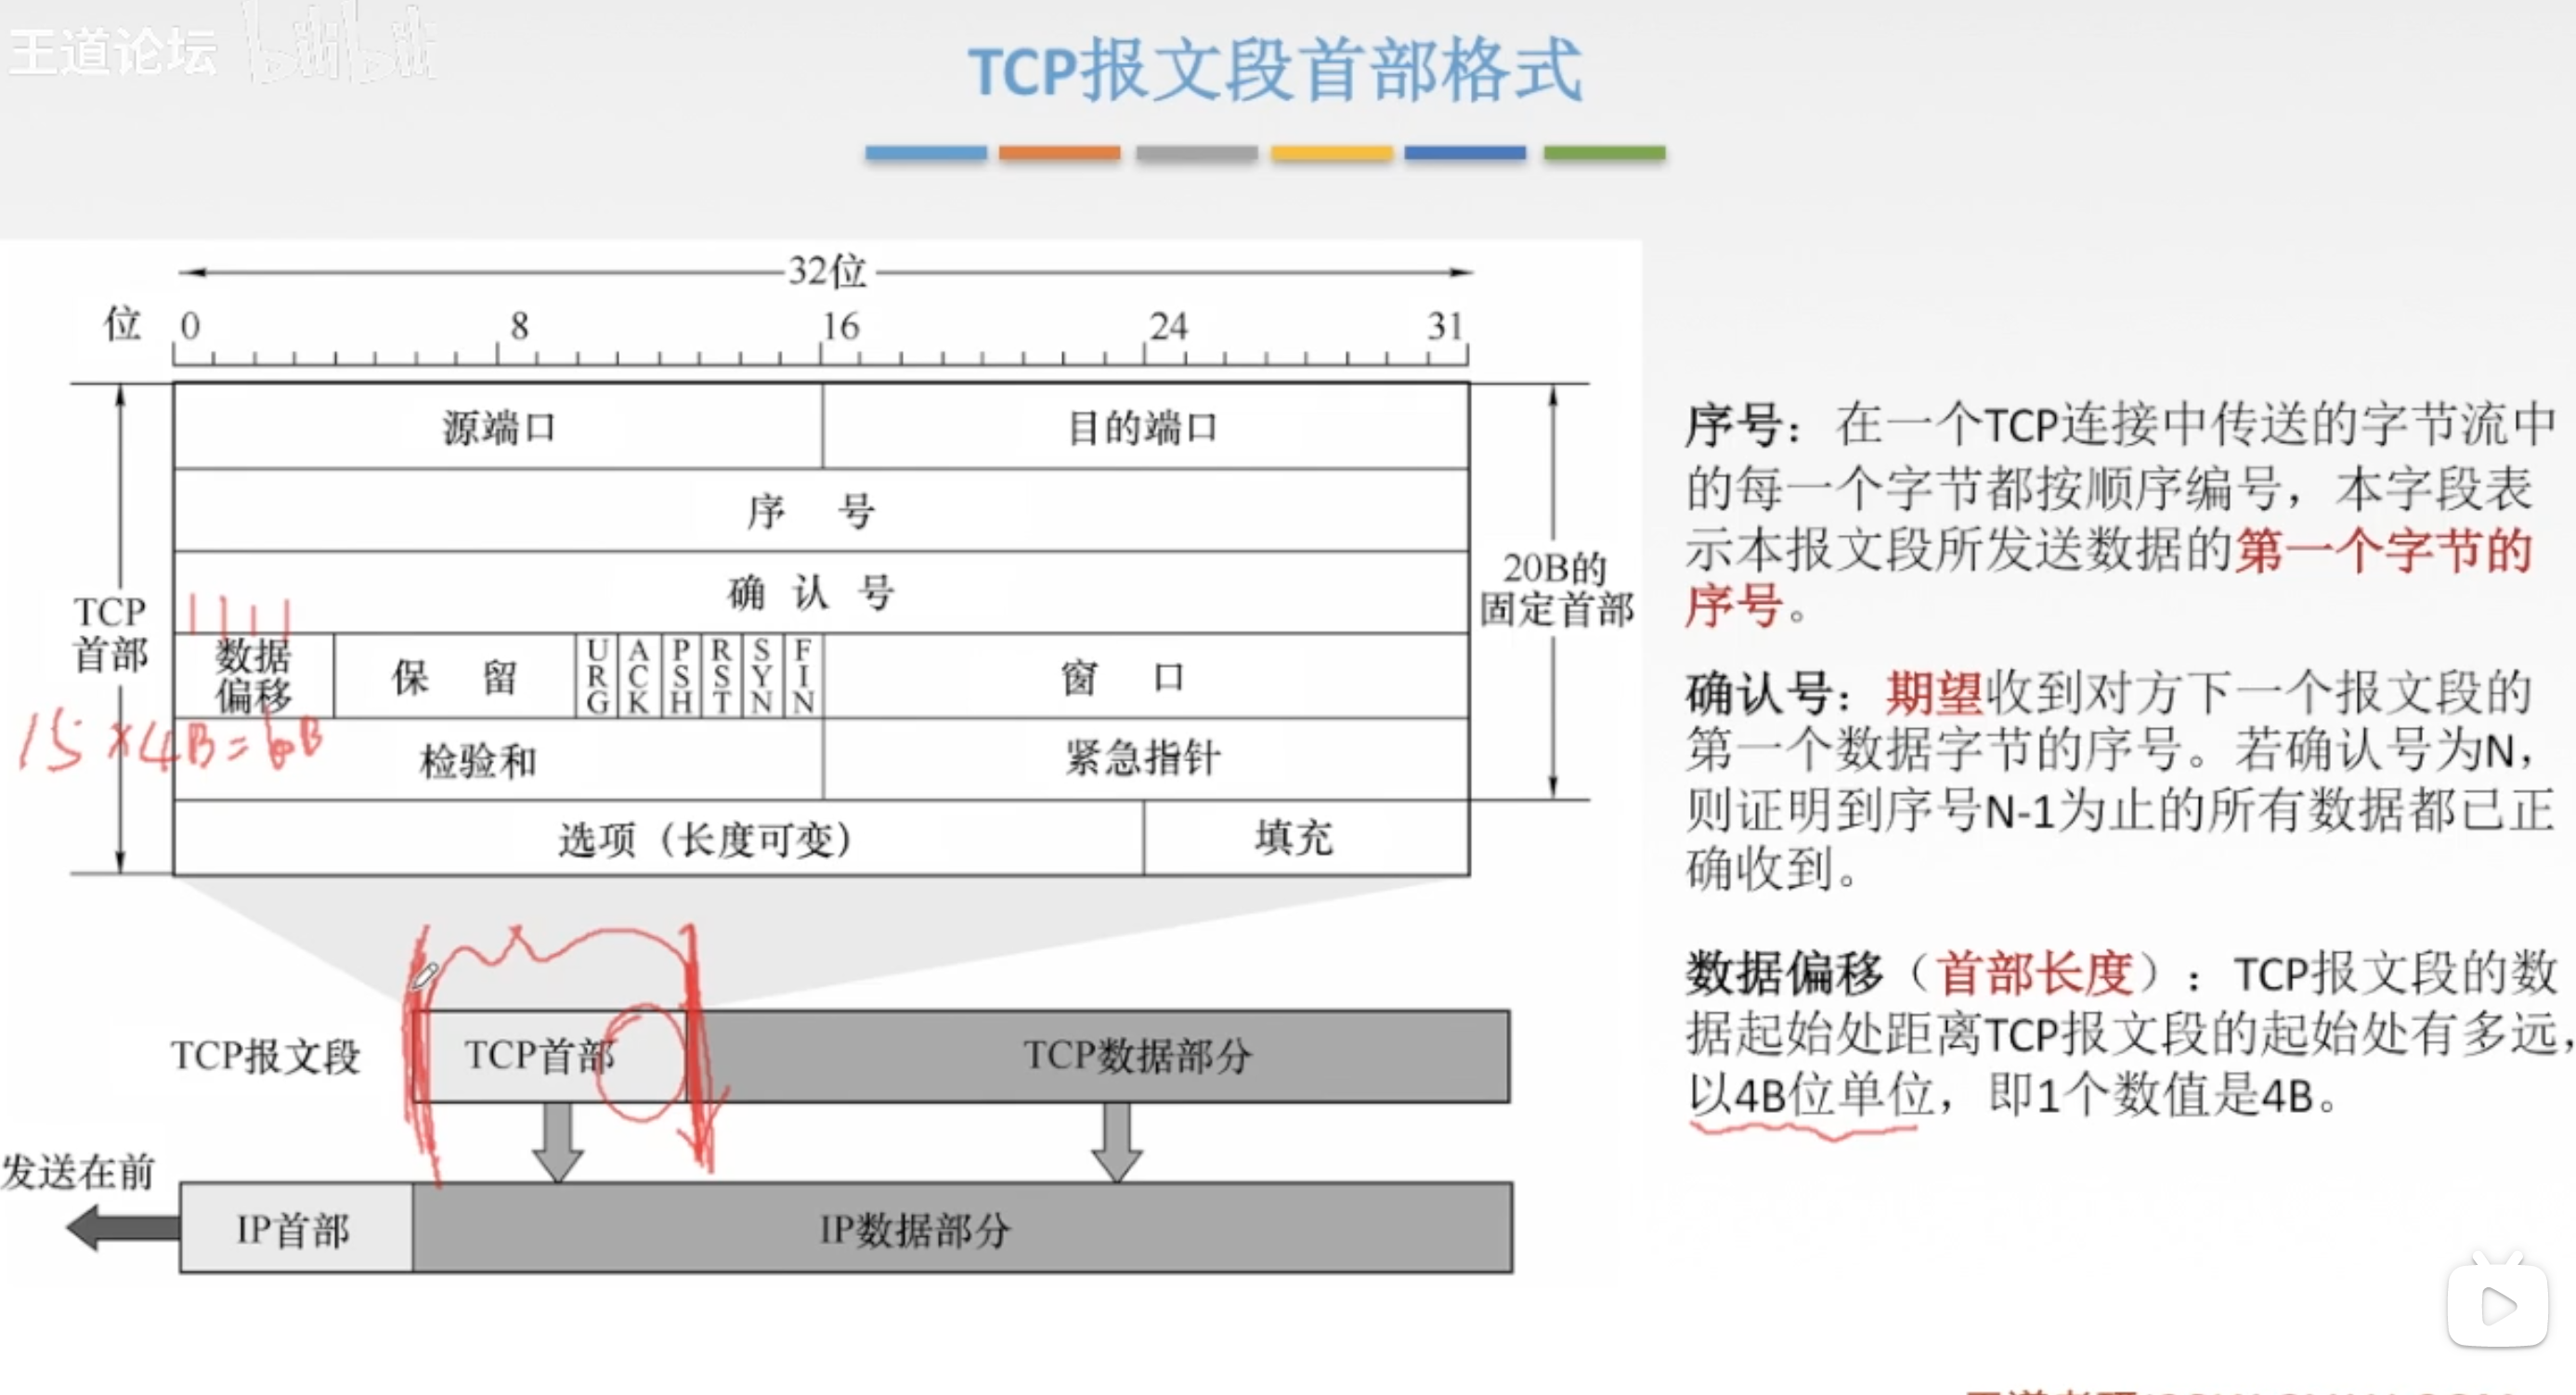 王道论坛 bilibili
TCP报文段首部格式
32位
位 0 8 16 24 31
源端口 目的端口
序 号
确 认 号
20B的
固定首部
TCP
首部
1111
数据
偏移
保 留
URG ACK PSH RST SYN FIN
窗 口
15×4B=60B
检验和 紧急指针
选项（长度可变） 填充
TCP报文段 TCP首部 TCP数据部分
发送在前
IP首部 IP数据部分
序号：在一个TCP连接中传送的字节流中
的每一个字节都按顺序编号，本字段表
示本报文段所发送数据的第一个字节的
序号。
确认号：期望收到对方下一个报文段的
第一个数据字节的序号。若确认号为N，
则证明到序号N-1为止的所有数据都已正
确收到。
数据偏移（首部长度）：TCP报文段的数
据起始处距离TCP报文段的起始处有多远，
以4B位单位，即1个数值是4B。